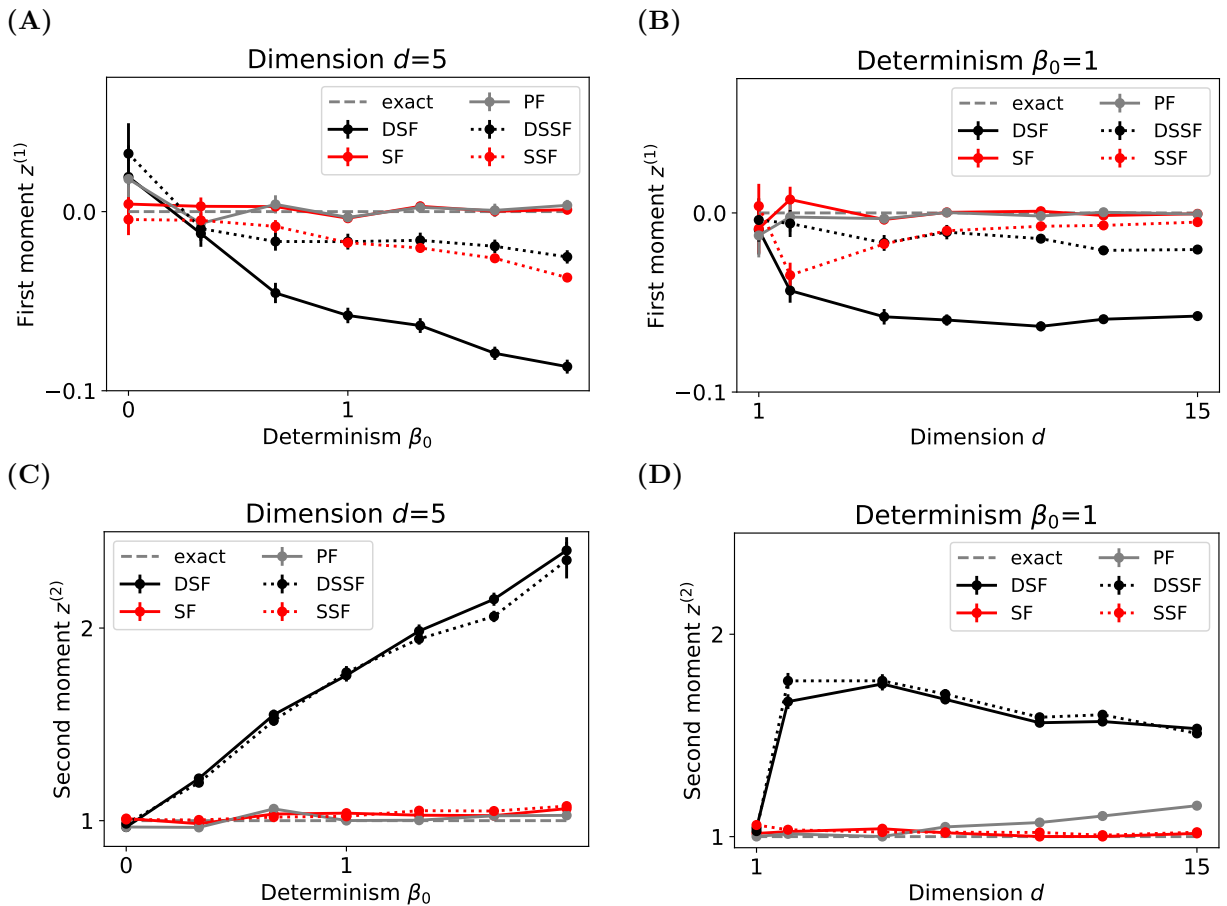 (A)
Dimension d=5
exact
DSF
SF
PF
DSSF
SSF
First moment z⁽¹⁾
0.0
−0.1
0
1
Determinism β₀
(B)
Determinism β₀=1
exact
DSF
SF
PF
DSSF
SSF
First moment z⁽¹⁾
0.0
−0.1
1
15
Dimension d
(C)
Dimension d=5
exact
DSF
SF
PF
DSSF
SSF
Second moment z⁽²⁾
2
1
0
1
Determinism β₀
(D)
Determinism β₀=1
exact
DSF
SF
PF
DSSF
SSF
Second moment z⁽²⁾
2
1
1
15
Dimension d